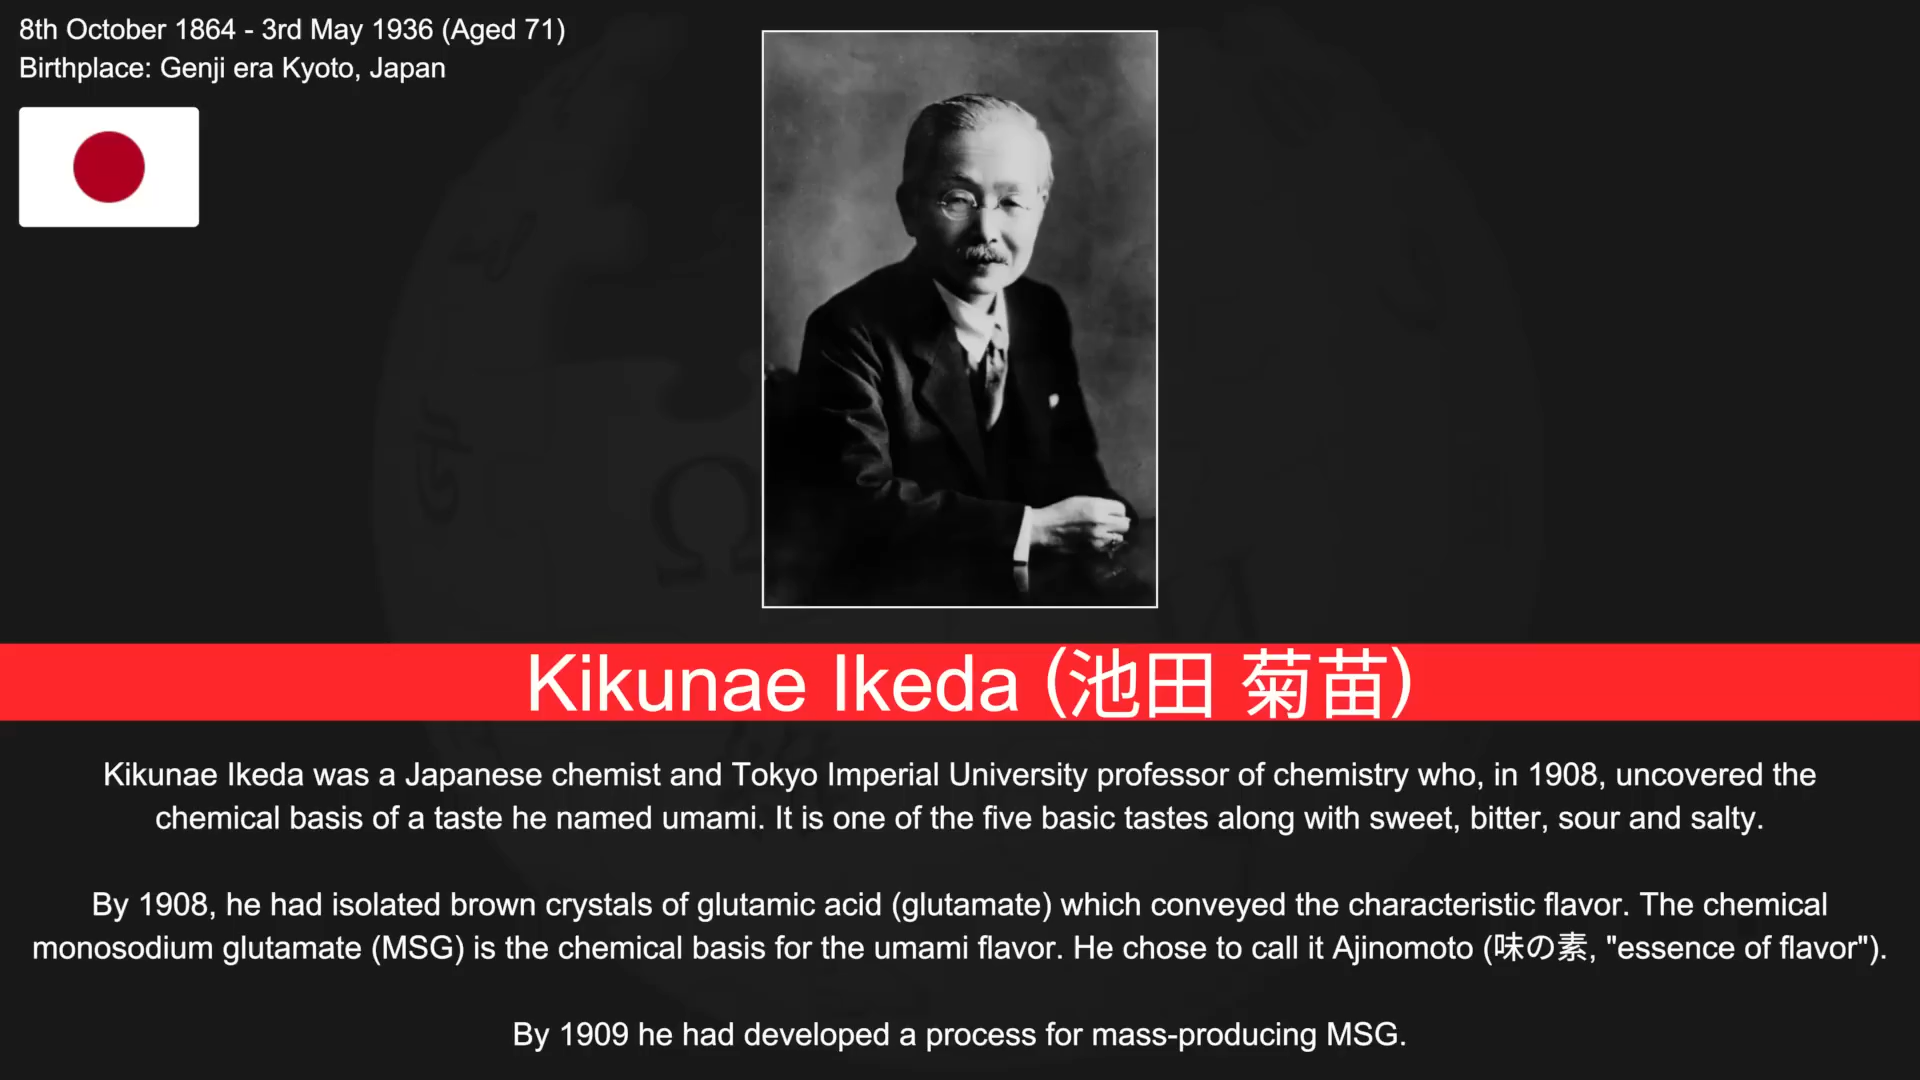 8th October 1864 - 3rd May 1936 (Aged 71)
Birthplace: Genji era Kyoto, Japan
Ω
Kikunae Ikeda (池田 菊苗)
Kikunae Ikeda was a Japanese chemist and Tokyo Imperial University professor of chemistry who, in 1908, uncovered the
chemical basis of a taste he named umami. It is one of the five basic tastes along with sweet, bitter, sour and salty.
By 1908, he had isolated brown crystals of glutamic acid (glutamate) which conveyed the characteristic flavor. The chemical
monosodium glutamate (MSG) is the chemical basis for the umami flavor. He chose to call it Ajinomoto (味の素, "essence of flavor").
By 1909 he had developed a process for mass-producing MSG.